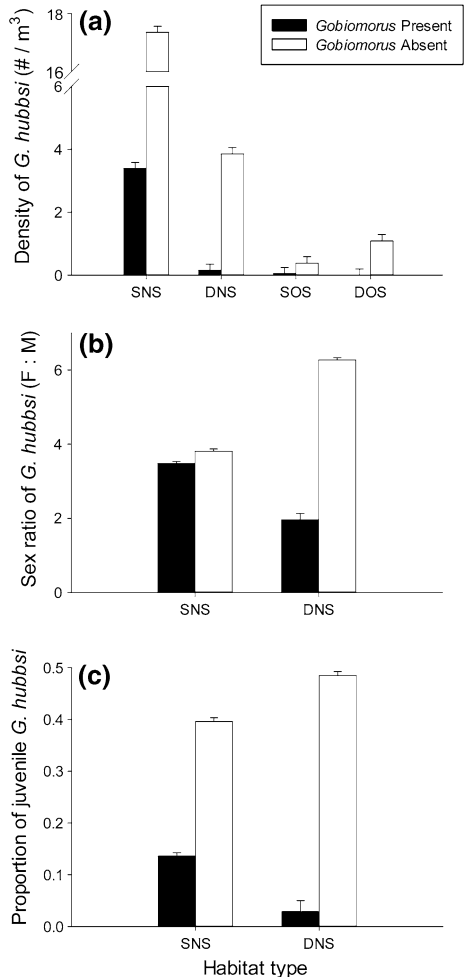 (a)
Gobiomorus Present
Gobiomorus Absent
Density of G. hubbsi (# / m³)
18
16
6
4
2
0
SNS DNS SOS DOS
(b)
Sex ratio of G. hubbsi (F : M)
6
4
2
0
SNS DNS
(c)
Proportion of juvenile G. hubbsi
0.5
0.4
0.3
0.2
0.1
0.0
SNS DNS
Habitat type